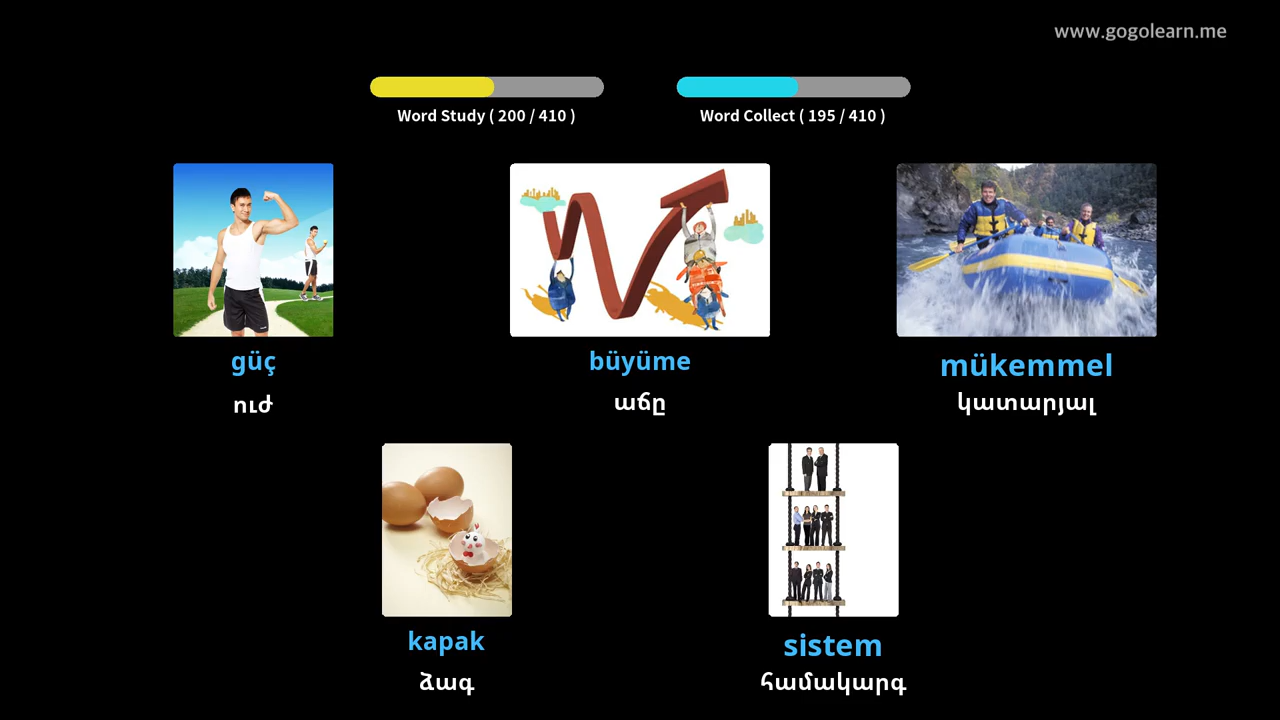 www.gogolearn.me
Word Study ( 200 / 410 )
Word Collect ( 195 / 410 )
güç
ուժ
büyüme
աճը
mükemmel
կատարյալ
kapak
ձագ
sistem
համակարգ